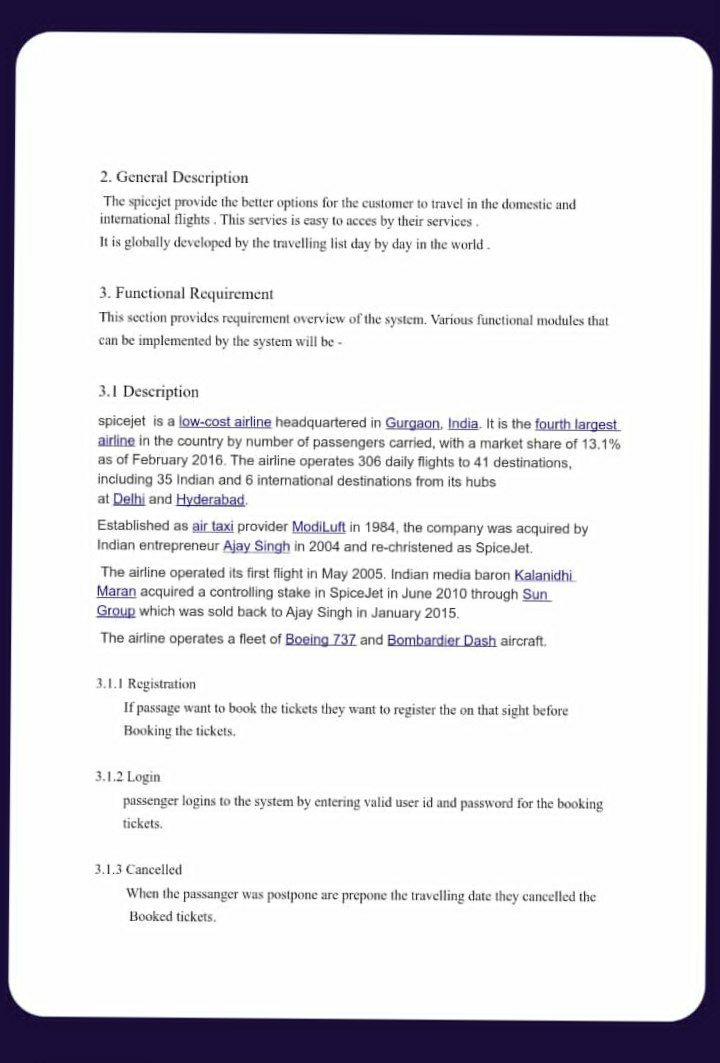 2. General Description
The spicejet provide the better options for the customer to travel in the domestic and
international flights . This servies is easy to acces by their services .
It is globally developed by the travelling list day by day in the world .
3. Functional Requirement
This section provides requirement overview of the system. Various functional modules that
can be implemented by the system will be -
3.1 Description
spicejet is a low-cost airline headquartered in Gurgaon, India. It is the fourth largest
airline in the country by number of passengers carried, with a market share of 13.1%
as of February 2016. The airline operates 306 daily flights to 41 destinations,
including 35 Indian and 6 international destinations from its hubs
at Delhi and Hyderabad.
Established as air taxi provider ModiLuft in 1984, the company was acquired by
Indian entrepreneur Ajay Singh in 2004 and re-christened as SpiceJet.
The airline operated its first flight in May 2005. Indian media baron Kalanidhi
Maran acquired a controlling stake in SpiceJet in June 2010 through Sun
Group which was sold back to Ajay Singh in January 2015.
The airline operates a fleet of Boeing 737 and Bombardier Dash aircraft.
3.1.1 Registration
If passage want to book the tickets they want to register the on that sight before
Booking the tickets.
3.1.2 Login
passenger logins to the system by entering valid user id and password for the booking
tickets.
3.1.3 Cancelled
When the passanger was postpone are prepone the travelling date they cancelled the
Booked tickets.